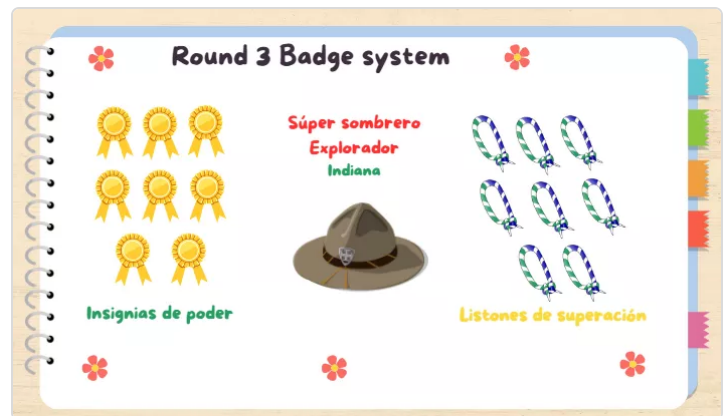 Round 3 Badge system
Súper sombrero
Explorador
Indiana
Insignias de poder
Listones de superación